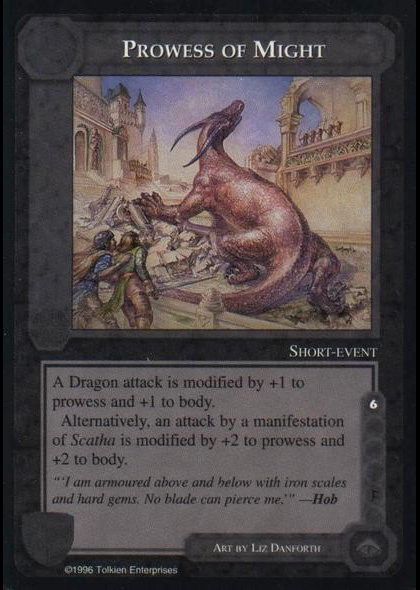 PROWESS OF MIGHT
SHORT-EVENT
A Dragon attack is modified by +1 to
prowess and +1 to body.
Alternatively, an attack by a manifestation
of Scatha is modified by +2 to prowess and
+2 to body.
"'I am armoured above and below with iron scales
and hard gems. No blade can pierce me.'" —Hob
6
F
ART BY LIZ DANFORTH
©1996 Tolkien Enterprises